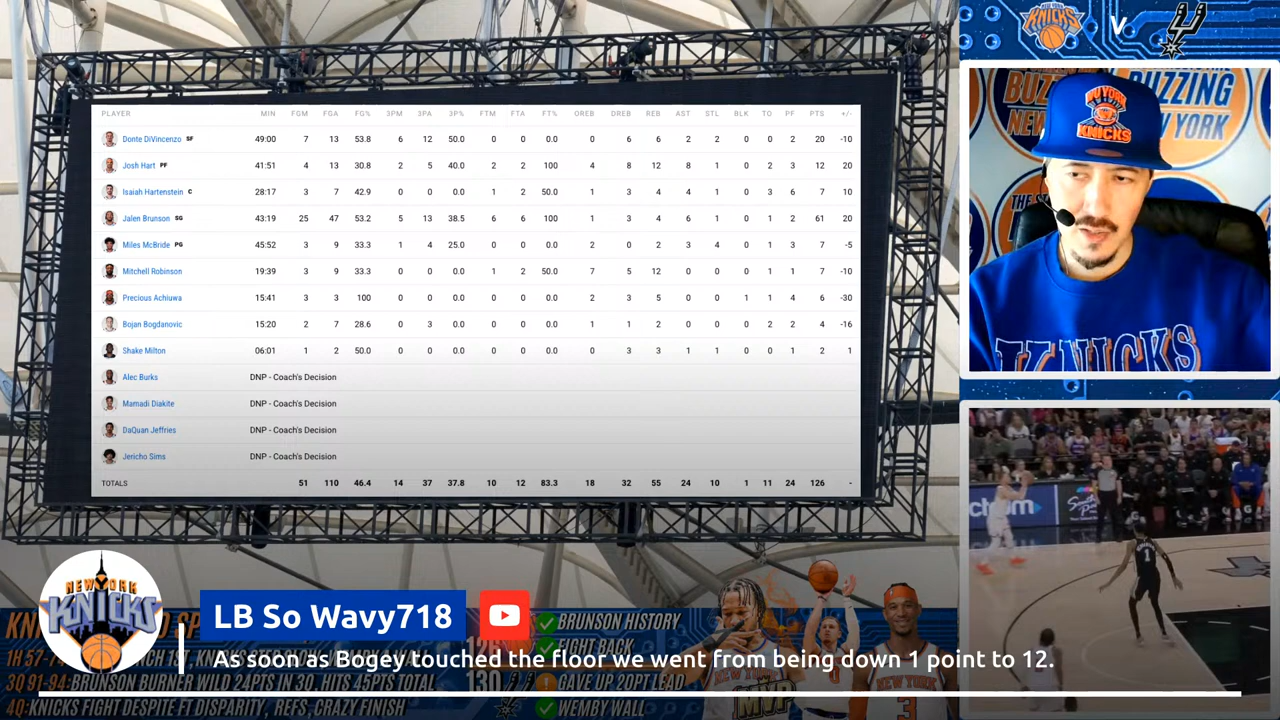 KNICKS
V
BUZZING
BUZZING
NEW
YORK
NEW YORK
KNICKS
THE
KNICKS
PLAYER MIN FGM FGA FG% 3PM 3PA 3P% FTM FTA FT% OREB DREB REB AST STL BLK TO PF PTS +/-
Donte DiVincenzo SF 49:00 7 13 53.8 6 12 50.0 0 0 0.0 0 6 6 2 2 0 0 2 20 -10
Josh Hart PF 41:51 4 13 30.8 2 5 40.0 2 2 100 4 8 12 8 1 0 2 3 12 20
Isaiah Hartenstein C 28:17 3 7 42.9 0 0 0.0 1 2 50.0 1 3 4 4 1 0 3 6 7 10
Jalen Brunson SG 43:19 25 47 53.2 5 13 38.5 6 6 100 1 3 4 6 1 0 1 2 61 20
Miles McBride PG 45:52 3 9 33.3 1 4 25.0 0 0 0.0 2 0 2 3 4 0 1 3 7 -5
Mitchell Robinson 19:39 3 9 33.3 0 0 0.0 1 2 50.0 7 5 12 0 0 0 1 1 7 -10
Precious Achiuwa 15:41 3 3 100 0 0 0.0 0 0 0.0 2 3 5 0 0 1 1 4 6 -30
Bojan Bogdanovic 15:20 2 7 28.6 0 3 0.0 0 0 0.0 1 1 2 0 0 0 2 2 4 -16
Shake Milton 06:01 1 2 50.0 0 0 0.0 0 0 0.0 0 3 3 1 1 0 0 1 2 1
Alec Burks DNP - Coach's Decision
Mamadi Diakite DNP - Coach's Decision
DaQuan Jeffries DNP - Coach's Decision
Jericho Sims DNP - Coach's Decision
TOTALS 51 110 46.4 14 37 37.8 10 12 83.3 18 32 55 24 10 1 11 24 126 -
NEW YORK
KNICKS
LB So Wavy718
As soon as Bogey touched the floor we went from being down 1 point to 12.
BRUNSON HISTORY
GAVE UP 20PT LEAD
WEMBY WALL
1H 57-7
KNICKS
3Q 91-94: BRUNSON BURNER WILD 24PTS IN 3Q, HITS 45PTS TOTAL
130
4Q: KNICKS FIGHT DESPITE FT DISPARITY, REFS, CRAZY FINISH
MVP
NEW YORK
3